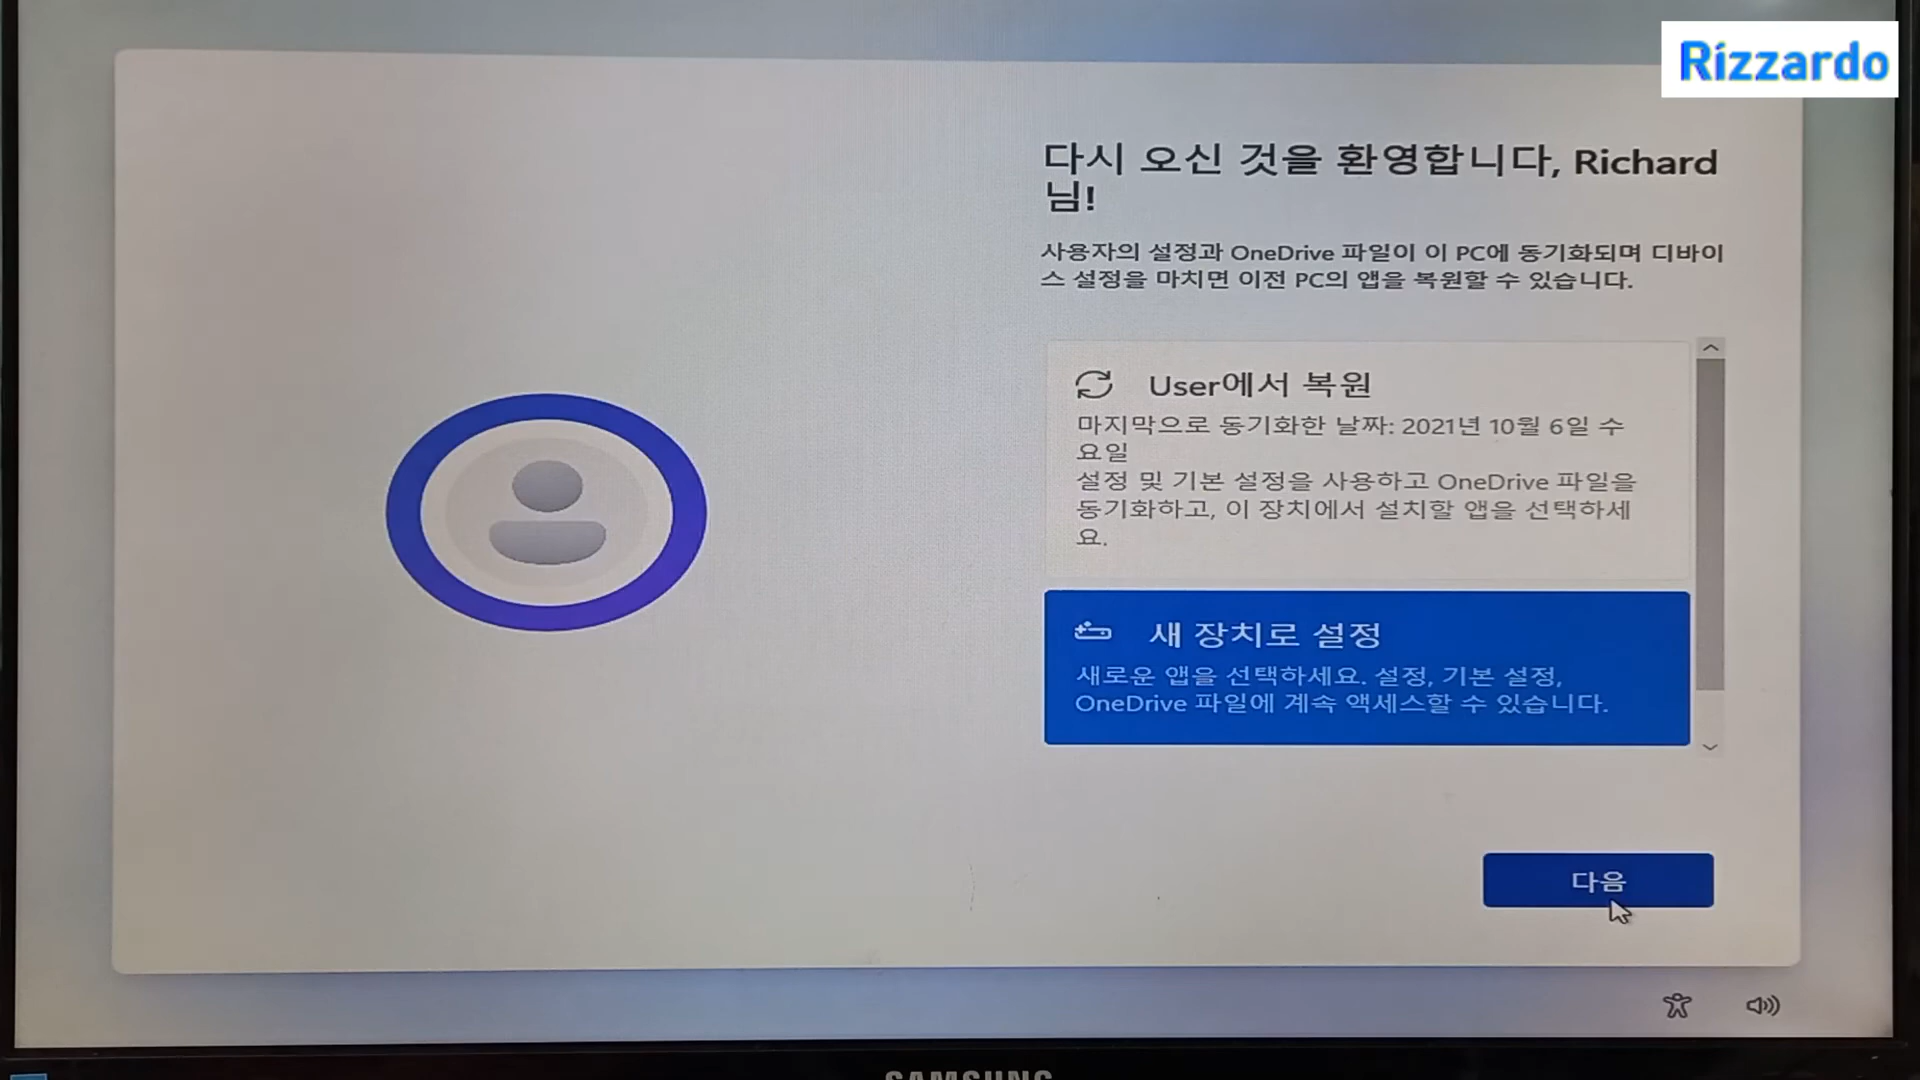 Rizzardo
다시 오신 것을 환영합니다, Richard
님!
사용자의 설정과 OneDrive 파일이 이 PC에 동기화되며 디바이
스 설정을 마치면 이전 PC의 앱을 복원할 수 있습니다.
User에서 복원
마지막으로 동기화한 날짜: 2021년 10월 6일 수
요일
설정 및 기본 설정을 사용하고 OneDrive 파일을
동기화하고, 이 장치에서 설치할 앱을 선택하세
요.
새 장치로 설정
새로운 앱을 선택하세요. 설정, 기본 설정,
OneDrive 파일에 계속 액세스할 수 있습니다.
다음
SAMSUNG